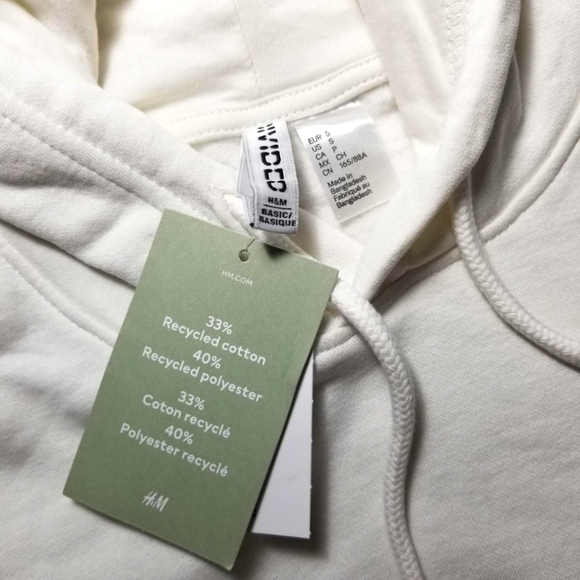 DIVIDED
H&M
BASIC/
BASIQUE
EUR S
US S
CA P
MX CH
CN 165/88A
Made in
Bangladesh
Fabriqué au
Bangladesh
HM.COM
33%
Recycled cotton
40%
Recycled polyester
33%
Coton recyclé
40%
Polyester recyclé
H&M